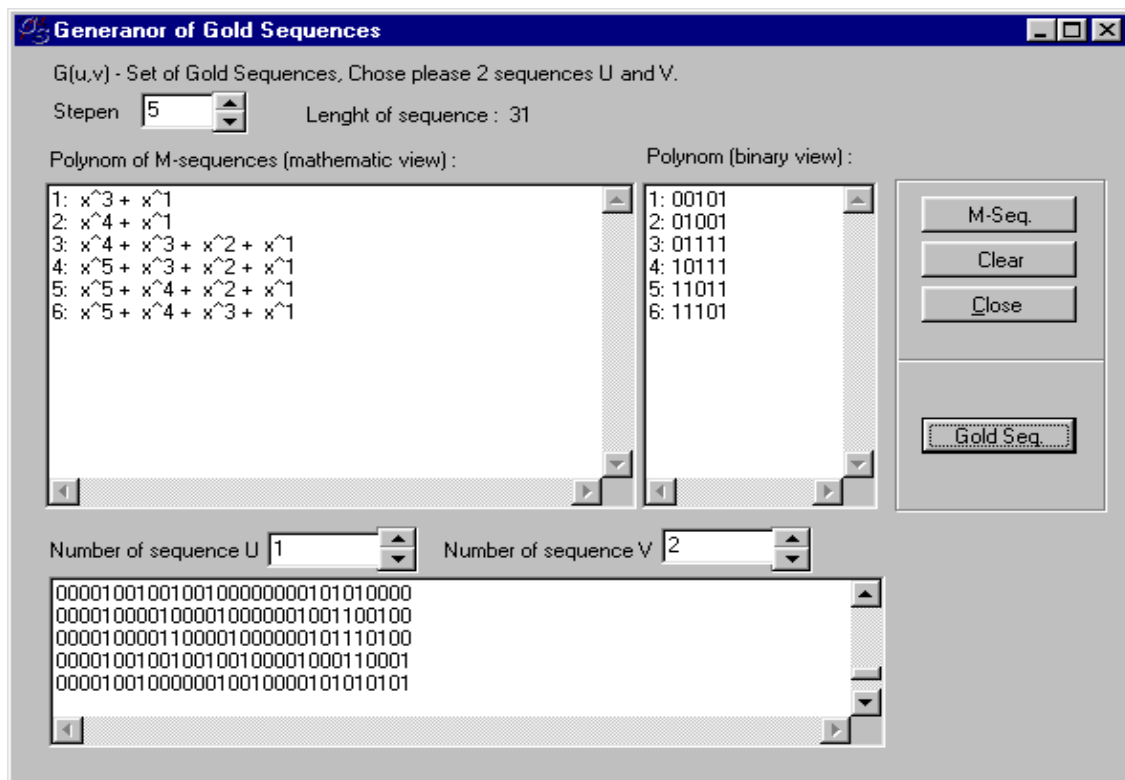 Generanor of Gold Sequences
G(u,v) - Set of Gold Sequences, Chose please 2 sequences U and V.
Stepen 5 Lenght of sequence : 31
Polynom of M-sequences (mathematic view) :
Polynom (binary view) :
1: x^3 + x^1
2: x^4 + x^1
3: x^4 + x^3 + x^2 + x^1
4: x^5 + x^3 + x^2 + x^1
5: x^5 + x^4 + x^2 + x^1
6: x^5 + x^4 + x^3 + x^1
1: 00101
2: 01001
3: 01111
4: 10111
5: 11011
6: 11101
M-Seq.
Clear
Close
Gold Seq.
Number of sequence U 1 Number of sequence V 2
0000100100100100000000101010000
0000100001000010000001001100100
0000100001100001000000101110100
0000100100100100100001000110001
0000100100000010010000101010101